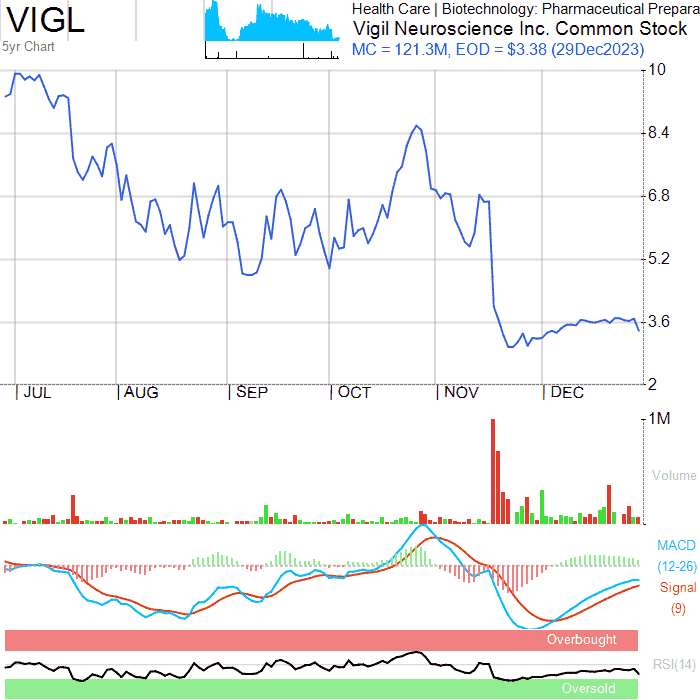 VIGL
5yr Chart
Health Care | Biotechnology: Pharmaceutical Prepara
Vigil Neuroscience Inc. Common Stock
MC = 121.3M, EOD = $3.38 (29Dec2023)
10
8.4
6.8
5.2
3.6
2
JUL AUG SEP OCT NOV DEC
1M
Volume
MACD
(12-26)
Signal
(9)
Overbought
RSI(14)
Oversold